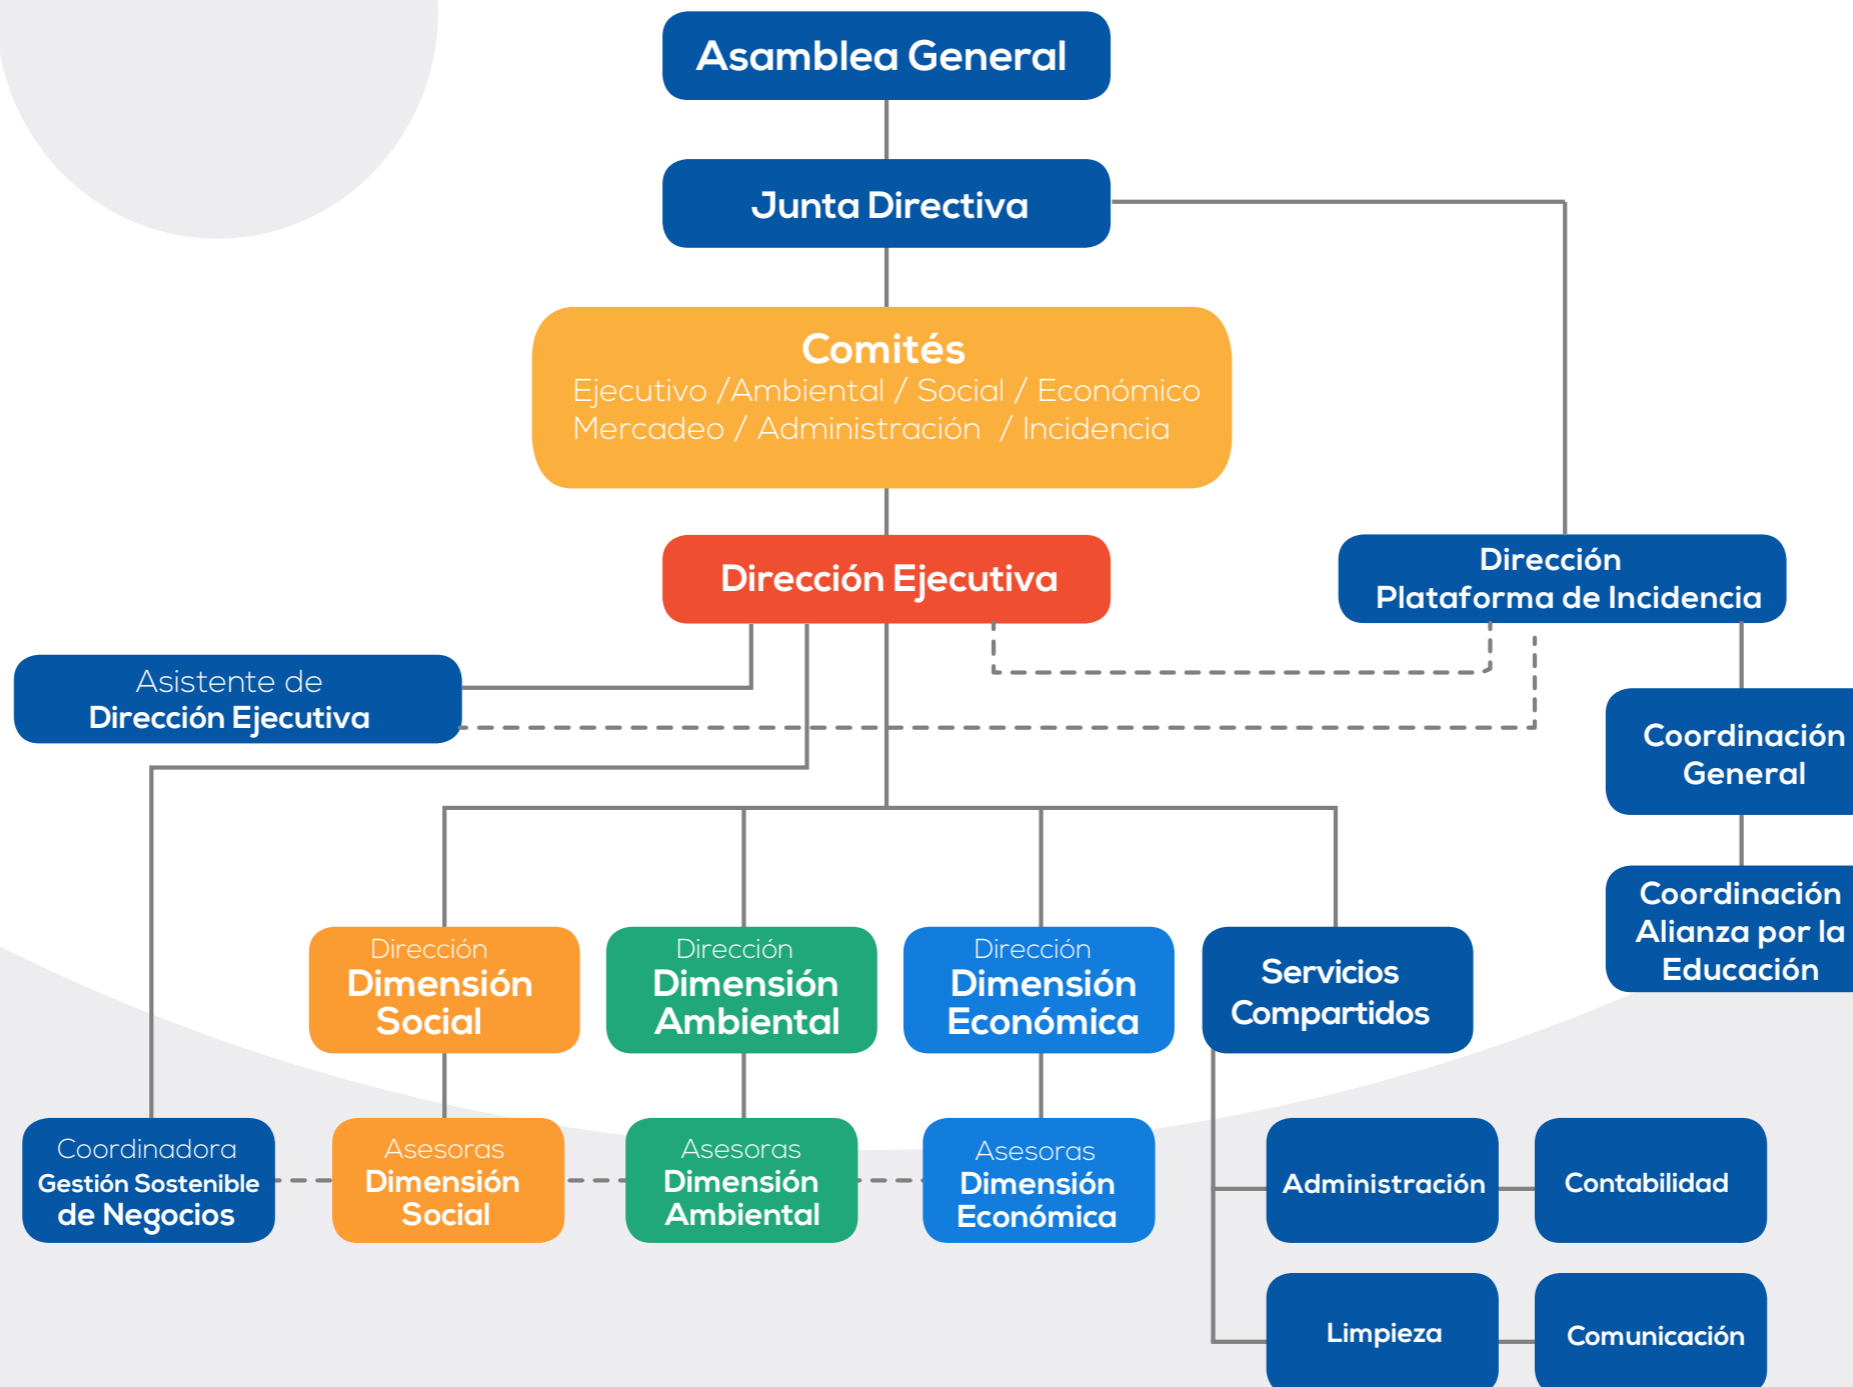 Asamblea General
Junta Directiva
Comités
Ejecutivo /Ambiental / Social / Económico
Mercadeo / Administración / Incidencia
Dirección Ejecutiva
Dirección
Plataforma de Incidencia
Asistente de
Dirección Ejecutiva
Coordinación
General
Coordinación
Alianza por la
Educación
Dirección
Dimensión
Social
Dirección
Dimensión
Ambiental
Dirección
Dimensión
Económica
Servicios
Compartidos
Coordinadora
Gestión Sostenible
de Negocios
Asesoras
Dimensión
Social
Asesoras
Dimensión
Ambiental
Asesoras
Dimensión
Económica
Administración
Contabilidad
Limpieza
Comunicación